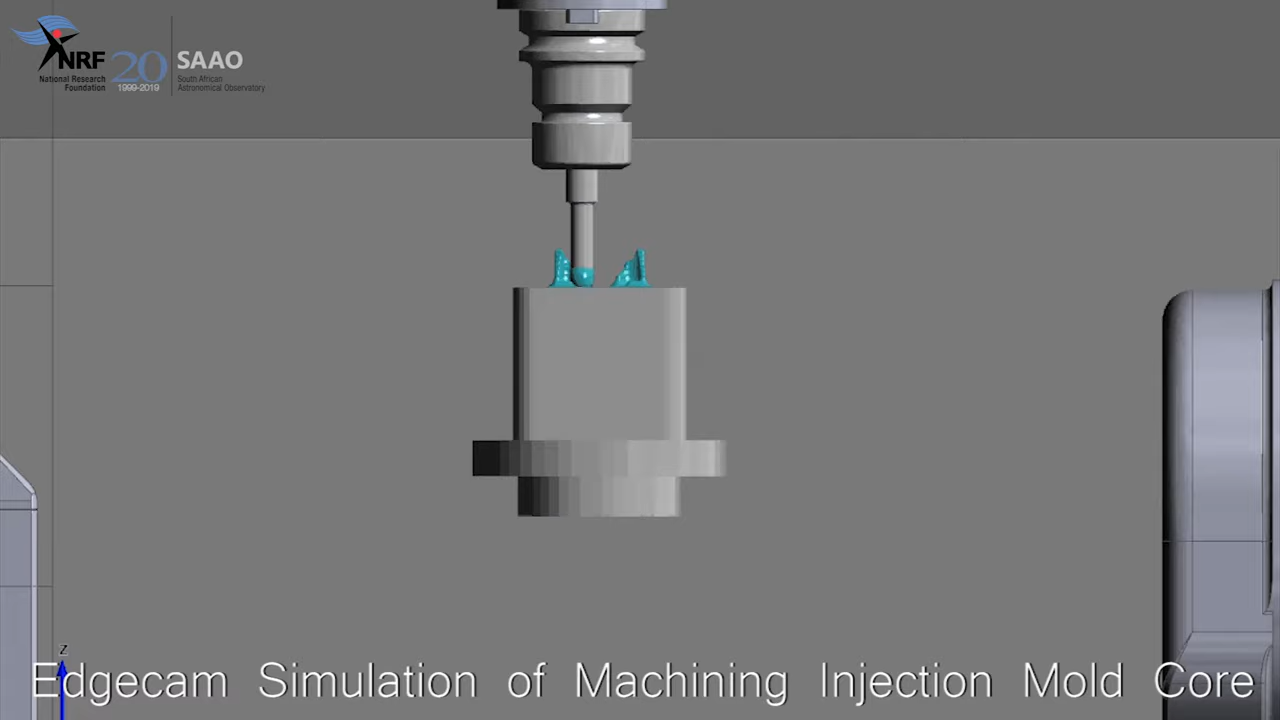 NRF
National Research
Foundation
20
1999-2019
SAAO
South African
Astronomical Observatory
Z
Edgecam Simulation of Machining Injection Mold Core